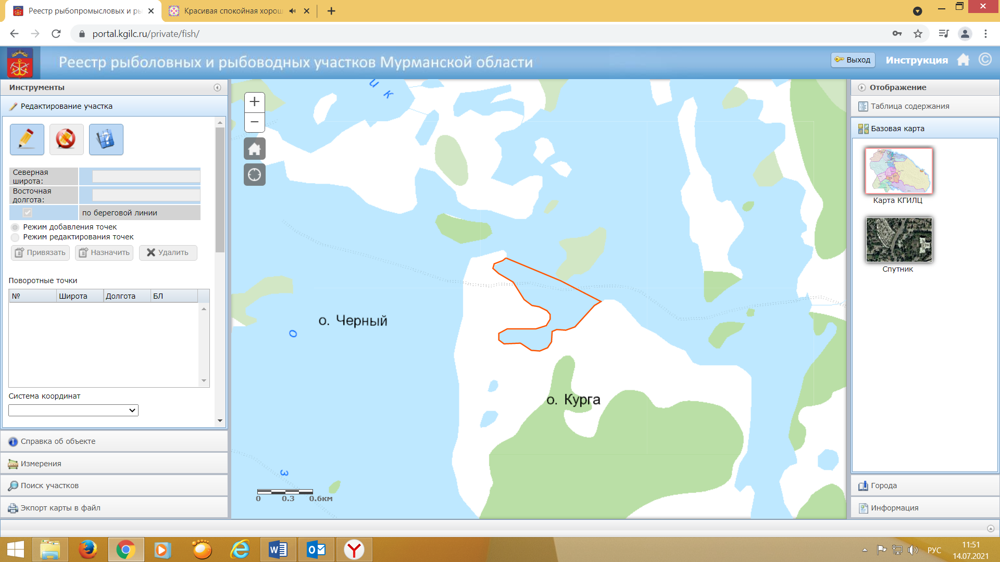 Реестр рыбопромысловых и ры
Красивая спокойная хорош
portal.kgilc.ru/private/fish/
Реестр рыболовных и рыбоводных участков Мурманской области
Выход
Инструкция
Инструменты
Редактирование участка
Северная
широта:
Восточная
долгота:
по береговой линии
Режим добавления точек
Режим редактирования точек
Привязать
Назначить
Удалить
Поворотные точки
№ Широта Долгота БЛ
Система координат
Справка об объекте
Измерения
Поиск участков
Экпорт карты в файл
и к
о. Черный
о
о. Курга
з
0 0.3 0.6км
Отображение
Таблица содержания
Базовая карта
Карта КГИЛЦ
Спутник
Города
Информация
РУС
11:51
14.07.2021